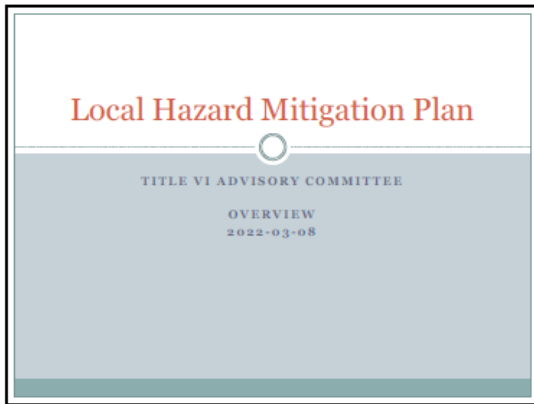 Local Hazard Mitigation Plan
TITLE VI ADVISORY COMMITTEE
OVERVIEW
2022-03-08